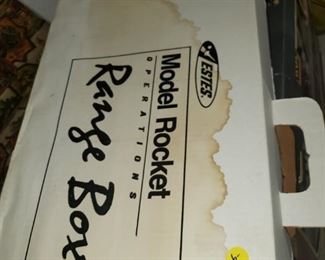 ESTES
Model Rocket
OPERATIONS
Range Box